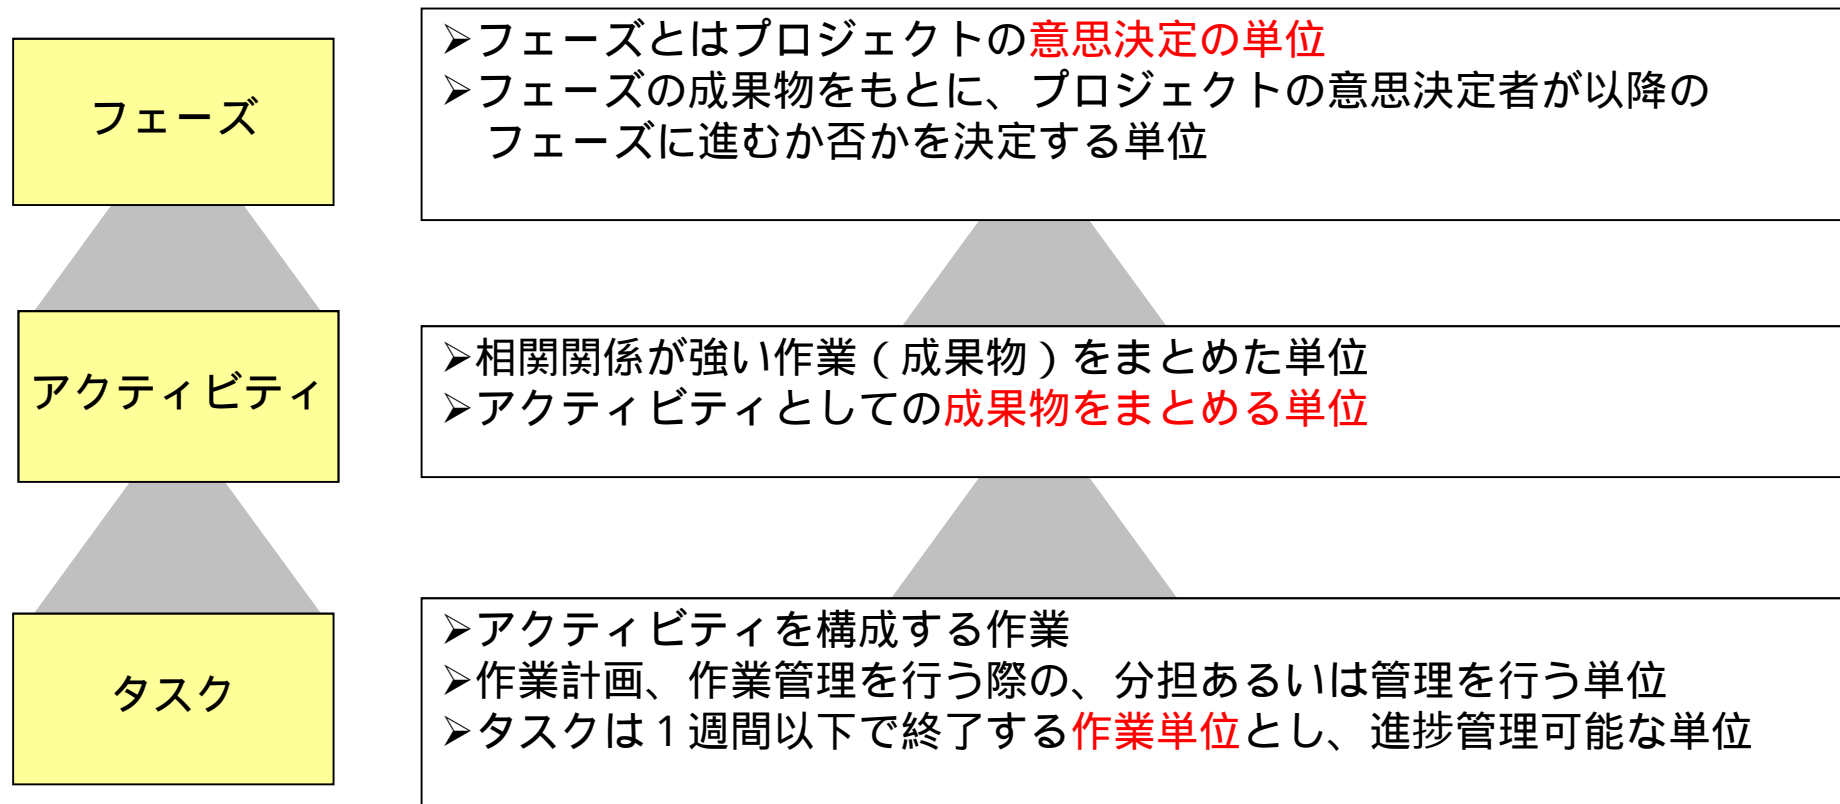 フェーズ
➢フェーズとはプロジェクトの意思決定の単位
➢フェーズの成果物をもとに、プロジェクトの意思決定者が以降の
フェーズに進むか否かを決定する単位
アクティビティ
➢相関関係が強い作業（成果物）をまとめた単位
➢アクティビティとしての成果物をまとめる単位
タスク
➢アクティビティを構成する作業
➢作業計画、作業管理を行う際の、分担あるいは管理を行う単位
➢タスクは１週間以下で終了する作業単位とし、進捗管理可能な単位